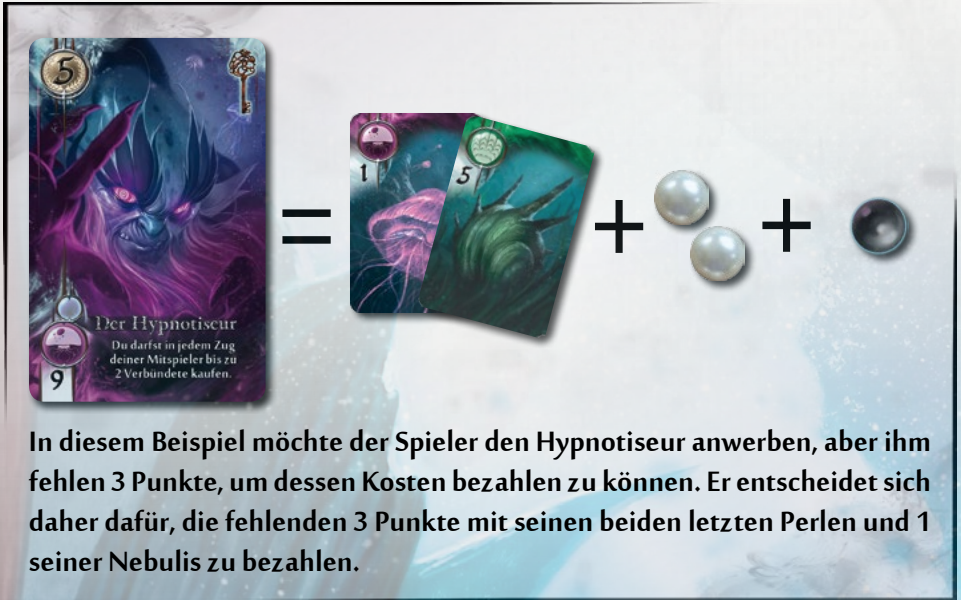 5
1
5
=
+
+
Der Hypnotiseur
Du darfst in jedem Zug
deiner Mitspieler bis zu
2 Verbündete kaufen.
9
In diesem Beispiel möchte der Spieler den Hypnotiseur anwerben, aber ihm
fehlen 3 Punkte, um dessen Kosten bezahlen zu können. Er entscheidet sich
daher dafür, die fehlenden 3 Punkte mit seinen beiden letzten Perlen und 1
seiner Nebulis zu bezahlen.